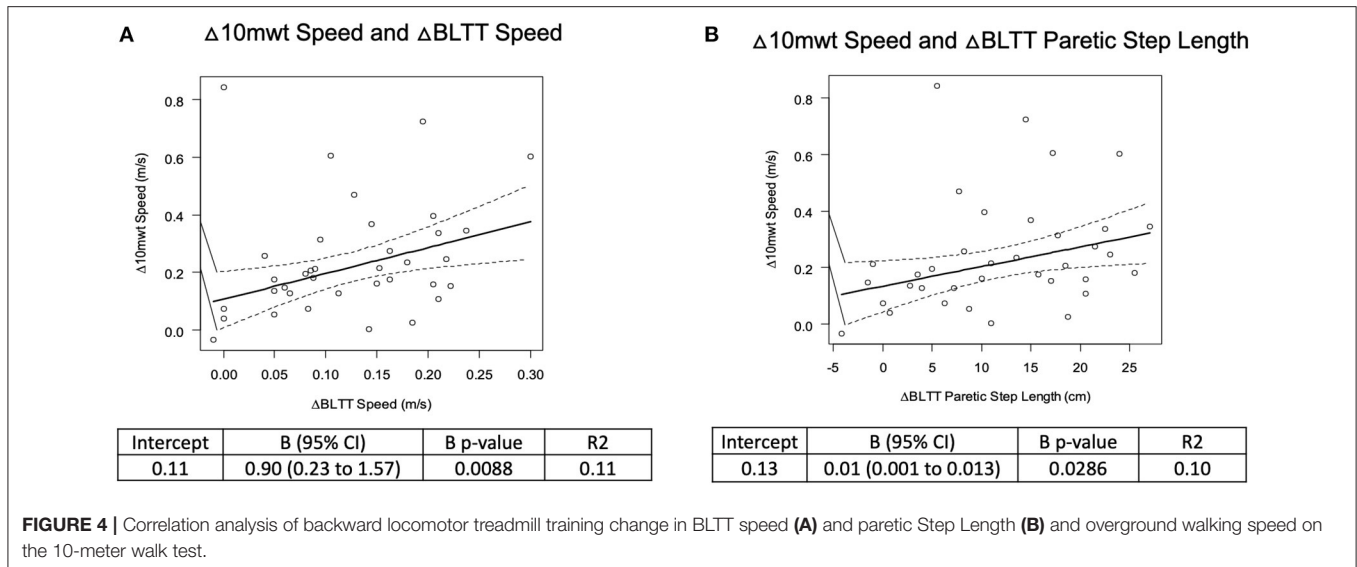 A
△10mwt Speed and △BLTT Speed
Δ10mwt Speed (m/s)
0.8
0.6
0.4
0.2
0.0
0.00 0.05 0.10 0.15 0.20 0.25 0.30
ΔBLTT Speed (m/s)
Intercept B (95% CI) B p-value R2
0.11 0.90 (0.23 to 1.57) 0.0088 0.11
B
△10mwt Speed and △BLTT Paretic Step Length
Δ10mwt Speed (m/s)
0.8
0.6
0.4
0.2
0.0
-5 0 5 10 15 20 25
ΔBLTT Paretic Step Length (cm)
Intercept B (95% CI) B p-value R2
0.13 0.01 (0.001 to 0.013) 0.0286 0.10
FIGURE 4 | Correlation analysis of backward locomotor treadmill training change in BLTT speed (A) and paretic Step Length (B) and overground walking speed on
the 10-meter walk test.